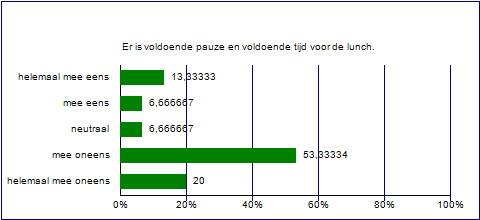 Er is voldoende pauze en voldoende tijd voor de lunch.
helemaal mee eens 13,33333
mee eens 6,666667
neutraal 6,666667
mee oneens 53,33334
helemaal mee oneens 20
0% 20% 40% 60% 80% 100%